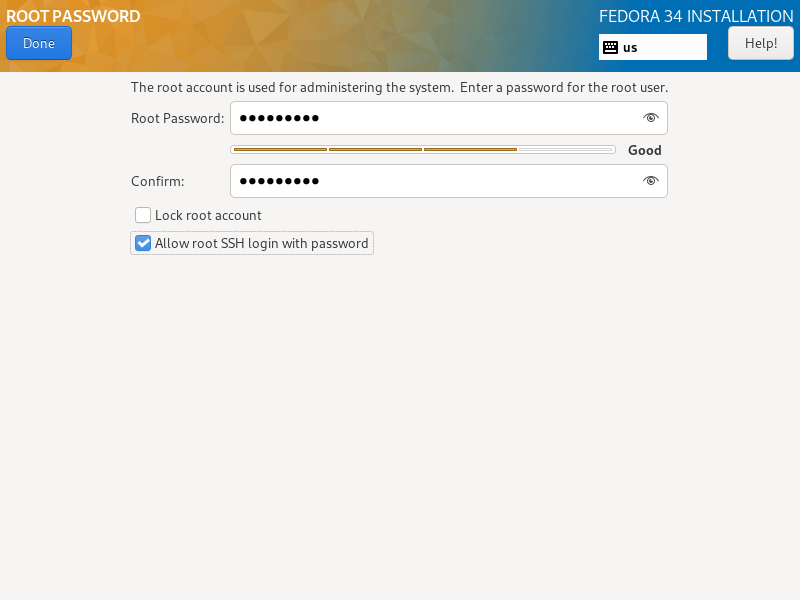 ROOT PASSWORD
FEDORA 34 INSTALLATION
Done
us
Help!
The root account is used for administering the system.  Enter a password for the root user.
Root Password: ●●●●●●●●●
Good
Confirm: ●●●●●●●●●
Lock root account
Allow root SSH login with password